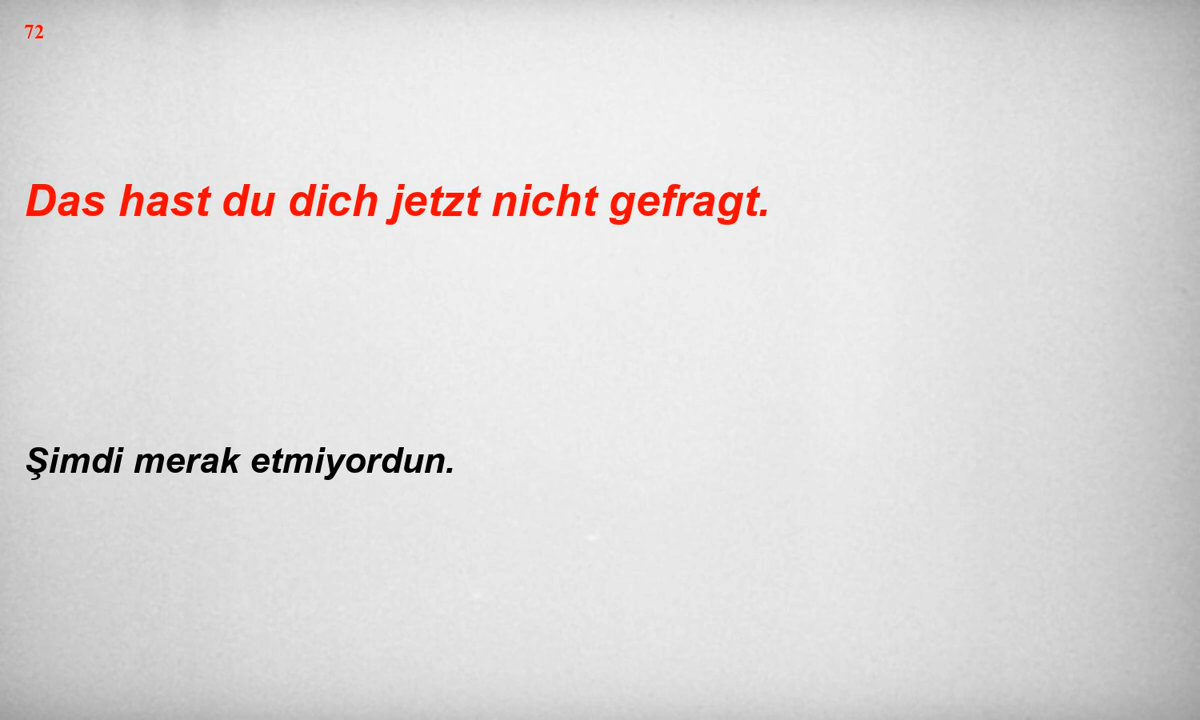 72
Das hast du dich jetzt nicht gefragt.
Şimdi merak etmiyordun.